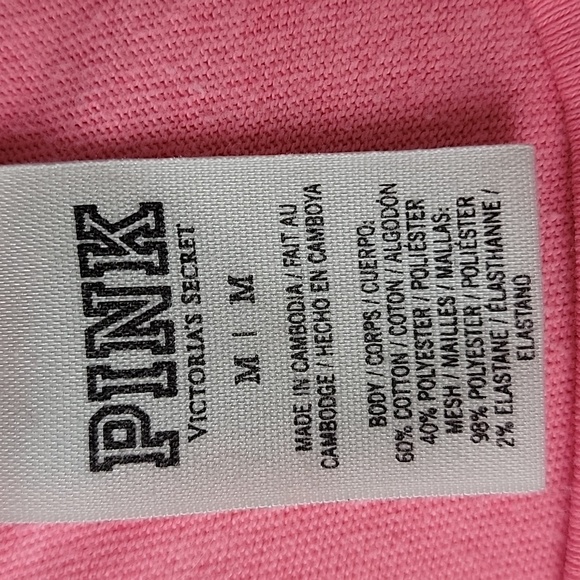 PINK
VICTORIA'S SECRET
M | M
MADE IN CAMBODIA / FAIT AU
CAMBODGE / HECHO EN CAMBOYA
BODY / CORPS / CUERPO:
60% COTTON / COTON / ALGODÓN
40% POLYESTER / POLIESTER
MESH / MAILLES / MALLAS:
98% POLYESTER / POLIÉSTER
2% ELASTANE / ÉLASTHANNE /
ELASTANO